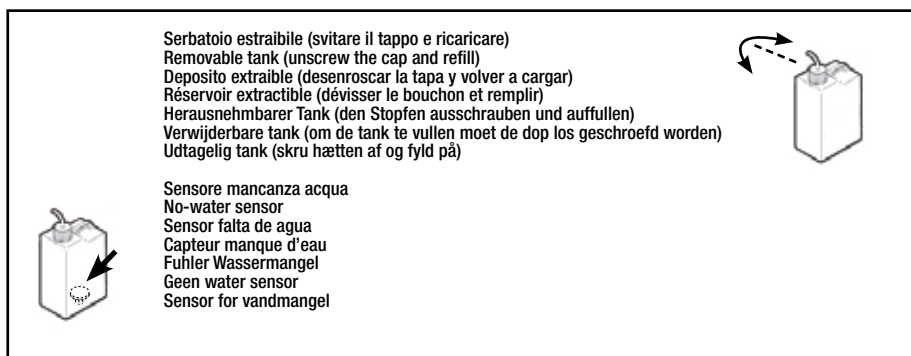 Serbatoio estraibile (svitare il tappo e ricaricare)
Removable tank (unscrew the cap and refill)
Deposito extraible (desenroscar la tapa y volver a cargar)
Réservoir extractible (dévisser le bouchon et remplir)
Herausnehmbarer Tank (den Stopfen ausschrauben und auffullen)
Verwijderbare tank (om de tank te vullen moet de dop los geschroefd worden)
Udtagelig tank (skru hætten af og fyld på)
Sensore mancanza acqua
No-water sensor
Sensor falta de agua
Capteur manque d'eau
Fuhler Wassermangel
Geen water sensor
Sensor for vandmangel